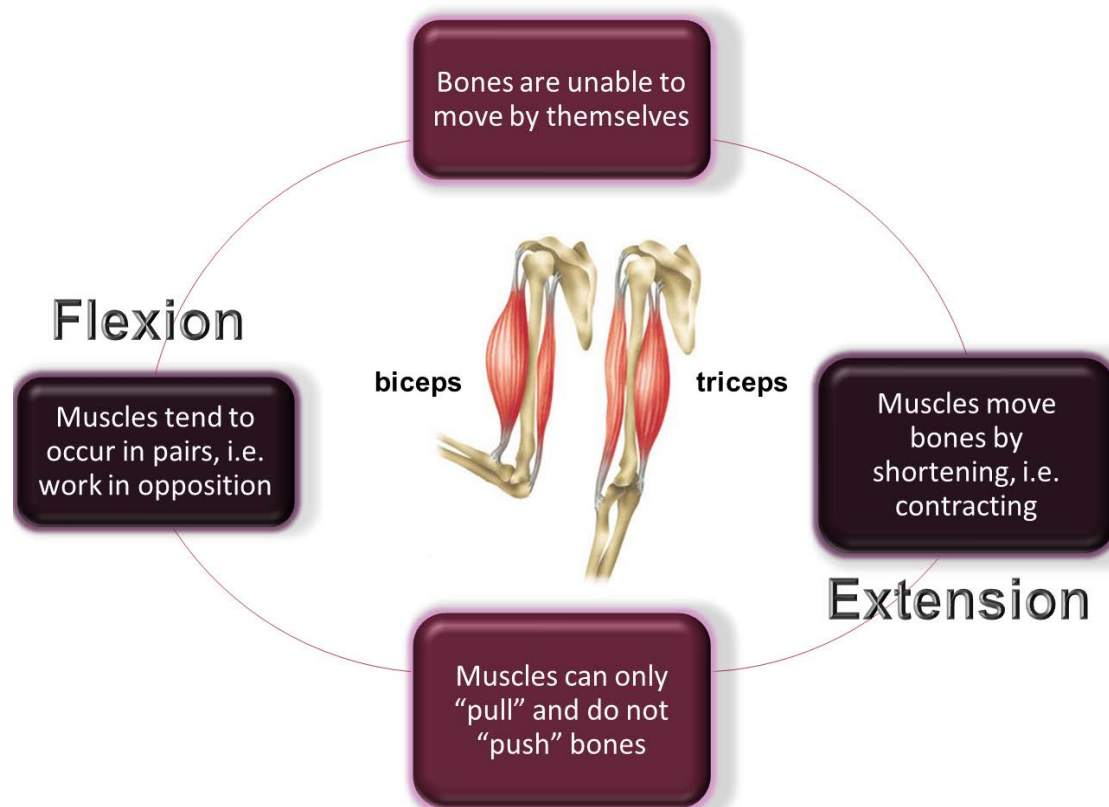 Bones are unable to
move by themselves
Flexion
biceps
triceps
Muscles tend to
occur in pairs, i.e.
work in opposition
Muscles move
bones by
shortening, i.e.
contracting
Extension
Muscles can only
“pull” and do not
“push” bones